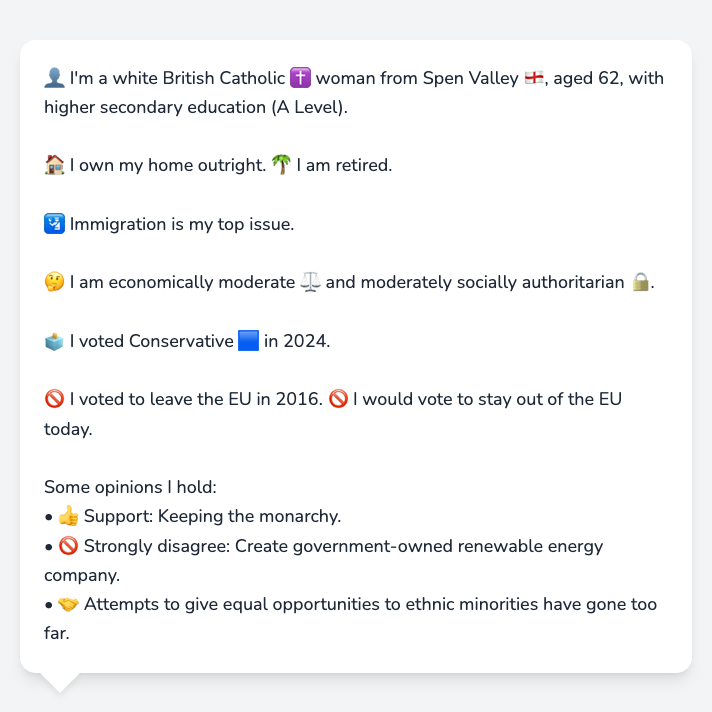 👤 I'm a white British Catholic ✝️ woman from Spen Valley 🏴󠁧󠁢󠁥󠁮󠁧󠁿, aged 62, with
higher secondary education (A Level).
🏠 I own my home outright. 🌴 I am retired.
🛂 Immigration is my top issue.
🤔 I am economically moderate ⚖️ and moderately socially authoritarian 🔒.
🗳️ I voted Conservative 🟦 in 2024.
🚫 I voted to leave the EU in 2016. 🚫 I would vote to stay out of the EU
today.
Some opinions I hold:
• 👍 Support: Keeping the monarchy.
• 🚫 Strongly disagree: Create government-owned renewable energy
company.
• 🤝 Attempts to give equal opportunities to ethnic minorities have gone too
far.